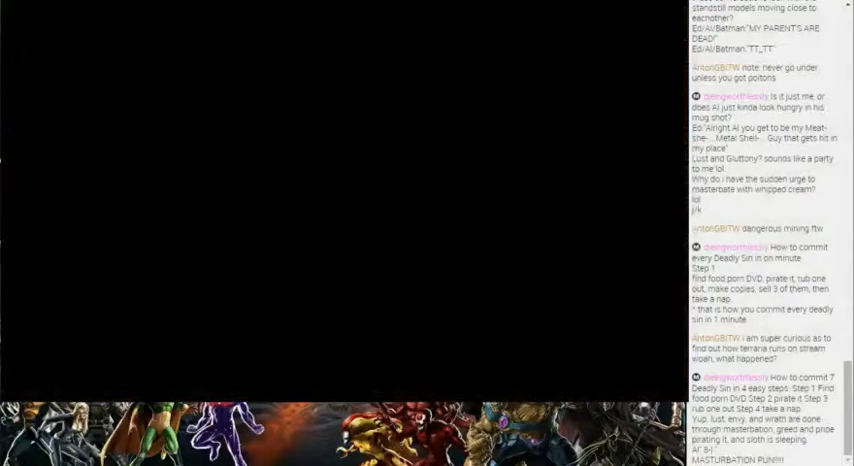 standstill models moving close to
eachother?
Ed/Al/Batman:"MY PARENT'S ARE
DEAD!"
Ed/Al/Batman:"TT_TT"
AntonGBITW note: never go under
unless you got poitons
Is it just me, or
does Al just kinda look hungry in his
mug shot?
Ed:"Alright Al you get to be my Meat-
she-...Metal Shell-... Guy that gets hit in
my place"
Lust and Gluttony? sounds like a party
to me lol
Why do i have the sudden urge to
masterbate with whipped cream?
lol
j/k
AntonGBITW dangerous mining ftw
How to commit
every Deadly Sin in on minute
Step 1
find food porn DVD, pirate it, rub one
out, make copies, sell 3 of them, then
take a nap.
^ that is how you commit every deadly
sin in 1 minute
AntonGBITW i am super curious as to
find out how terraria runs on stream
woah, what happened?
How to commit 7
Deadly Sin in 4 easy steps: Step 1 Find
food porn DVD Step 2 pirate it Step 3
rub one out Step 4 take a nap
Yup. lust, envy, and wrath are done
through masterbation, greed and pride
pirating it, and sloth is sleeping.
MASTURBATION PUN!!!!!